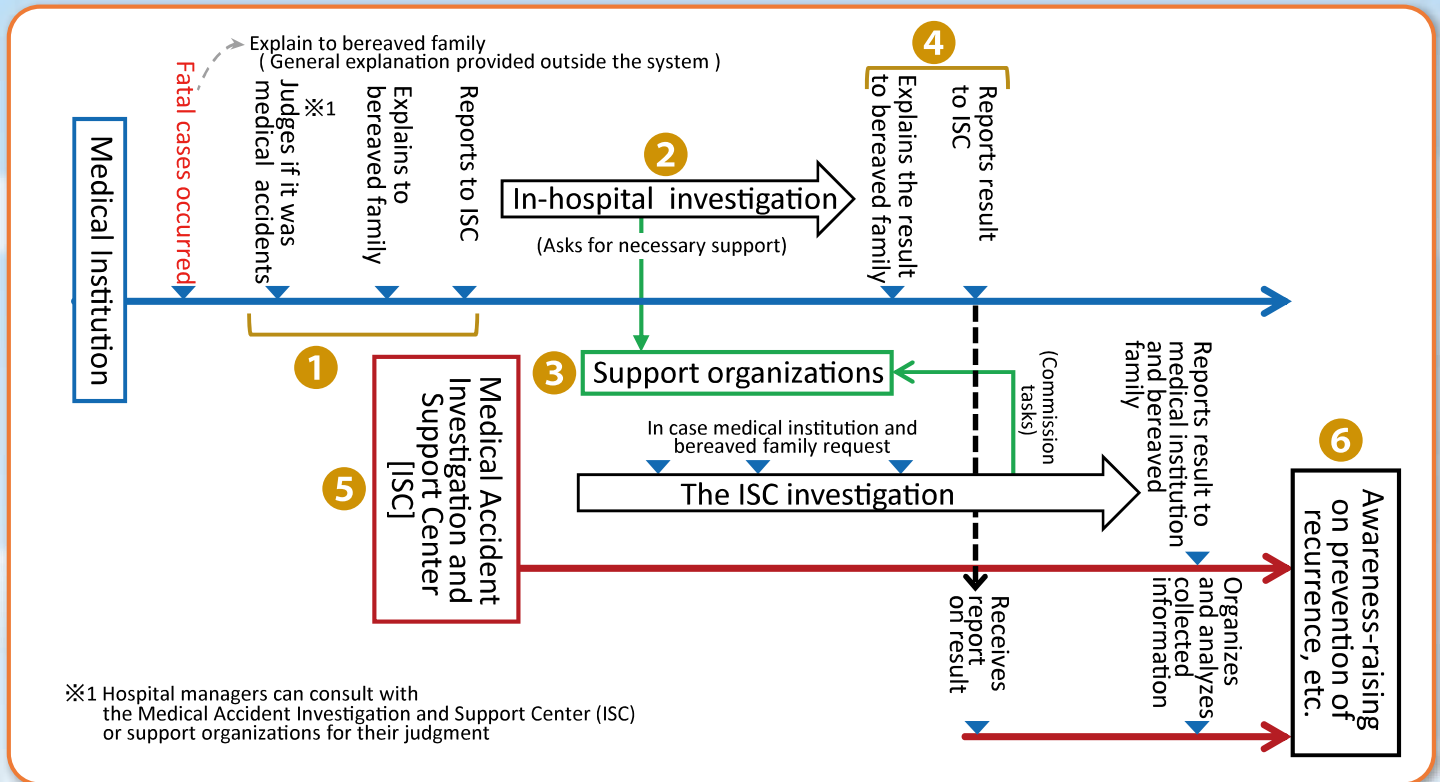 Explain to bereaved family
( General explanation provided outside the system )
Medical Institution
Fatal cases occurred
Judges if it was
medical accidents
※1
Explains to
bereaved family
Reports to ISC
2
In-hospital investigation
(Asks for necessary support)
4
Explains the result
to bereaved family
Reports result
to ISC
1
3
Support organizations
(Commission
tasks)
5
Medical Accident
Investigation and
Support Center
[ISC]
In case medical institution and
bereaved family request
The ISC investigation
Reports result to
medical institution
and bereaved
family
6
Awareness-raising
on prevention of
recurrence, etc.
Receives
report
on result
Organizes
and analyzes
collected
information
※1 Hospital managers can consult with
the Medical Accident Investigation and Support Center (ISC)
or support organizations for their judgment